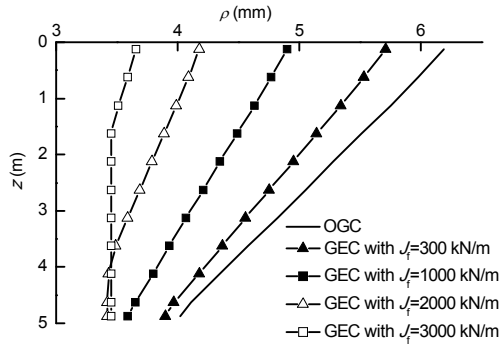 ρ (mm)
3 4 5 6
0
1
2
3
4
5
z (m)
OGC
GEC with Jf=300 kN/m
GEC with Jf=1000 kN/m
GEC with Jf=2000 kN/m
GEC with Jf=3000 kN/m